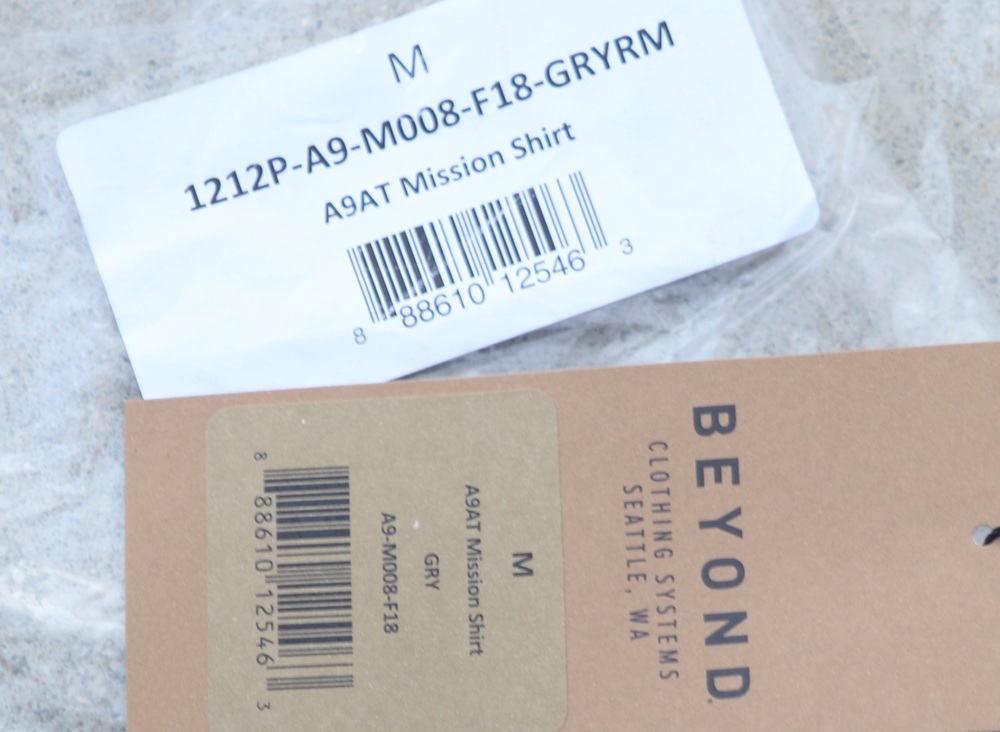 M
1212P-A9-M008-F18-GRYRM
A9AT Mission Shirt
8 88610 12546 3
BEYOND
CLOTHING SYSTEMS
SEATTLE, WA
M
A9AT Mission Shirt
GRY
A9-M008-F18
8 88610 12546 3